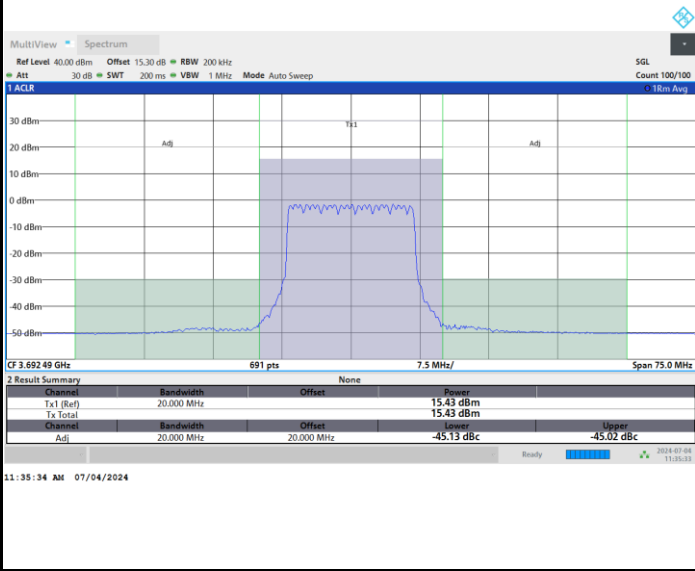 MultiView Spectrum
Ref Level 40.00 dBm Offset 15.30 dB RBW 200 kHz SGL
Att 30 dB SWT 200 ms VBW 1 MHz Mode Auto Sweep Count 100/100
1 ACLR 1Rm Avg
30 dBm
Tx1
Adj Adj
20 dBm
10 dBm
0 dBm
-10 dBm
-20 dBm
-30 dBm
-40 dBm
-50 dBm
CF 3.692 49 GHz 691 pts 7.5 MHz/ Span 75.0 MHz
2 Result Summary None
Channel Bandwidth Offset Power
Tx1 (Ref) 20.000 MHz 15.43 dBm
Tx Total 15.43 dBm
Channel Bandwidth Offset Lower Upper
Adj 20.000 MHz 20.000 MHz -45.13 dBc -45.02 dBc
Ready 2024-07-04
11:35:33
11:35:34 AM 07/04/2024